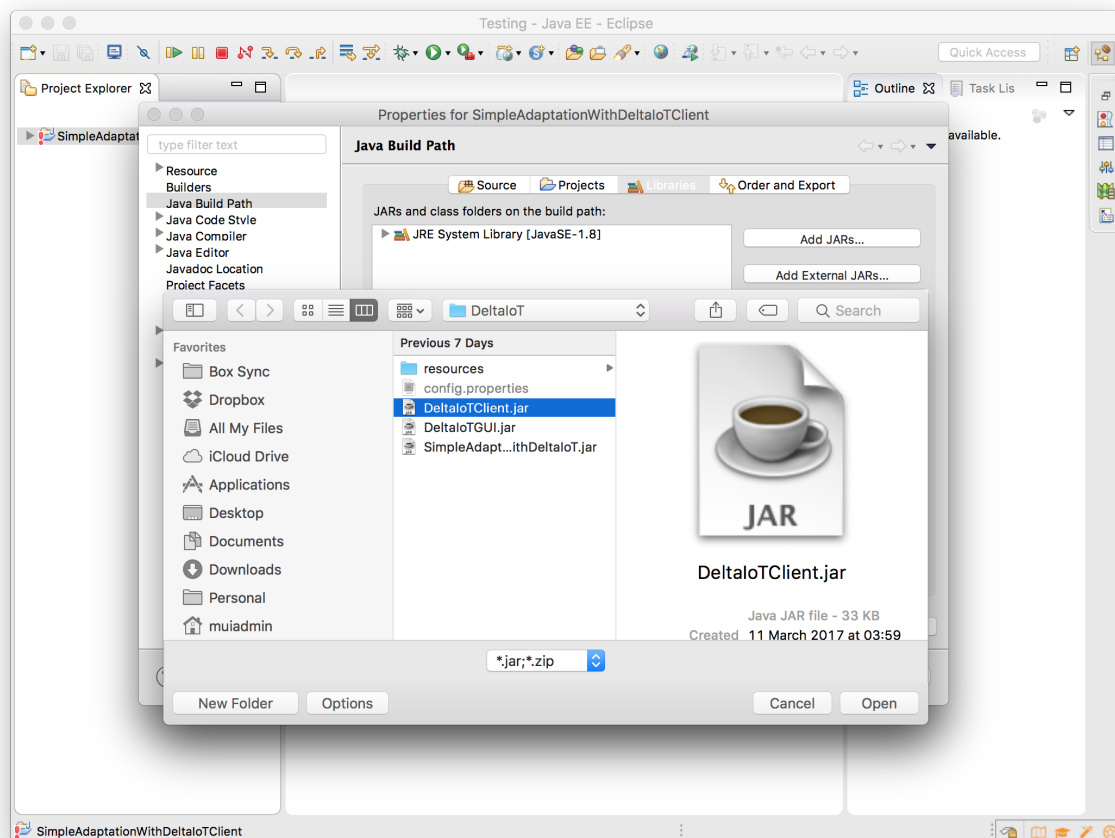 Testing - Java EE - Eclipse
Quick Access
Project Explorer
Outline
Task Lis
SimpleAdaptat
available.
Properties for SimpleAdaptationWithDeltaIoTClient
type filter text
Java Build Path
Resource
Builders
Java Build Path
Java Code Style
Java Compiler
Java Editor
Javadoc Location
Project Facets
Source
Projects
Libraries
Order and Export
JARs and class folders on the build path:
JRE System Library [JavaSE-1.8]
Add JARs...
Add External JARs...
DeltaIoT
Search
Favorites
Box Sync
Dropbox
All My Files
iCloud Drive
Applications
Desktop
Documents
Downloads
Personal
muiadmin
Previous 7 Days
resources
config.properties
DeltaIoTClient.jar
DeltaIoTGUI.jar
SimpleAdapt...ithDeltaIoT.jar
JAR
DeltaIoTClient.jar
Java JAR file - 33 KB
Created 11 March 2017 at 03:59
*.jar;*.zip
New Folder
Options
Cancel
Open
SimpleAdaptationWithDeltaIoTClient